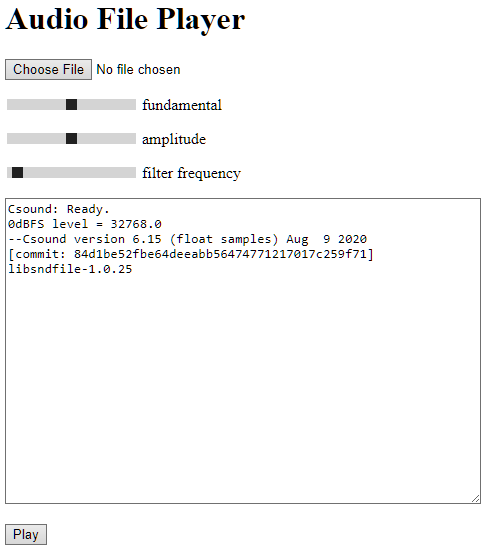 Audio File Player
Choose File No file chosen
fundamental
amplitude
filter frequency
Csound: Ready.
0dBFS level = 32768.0
--Csound version 6.15 (float samples) Aug  9 2020
[commit: 84d1be52fbe64deeabb56474771217017c259f71]
libsndfile-1.0.25
Play